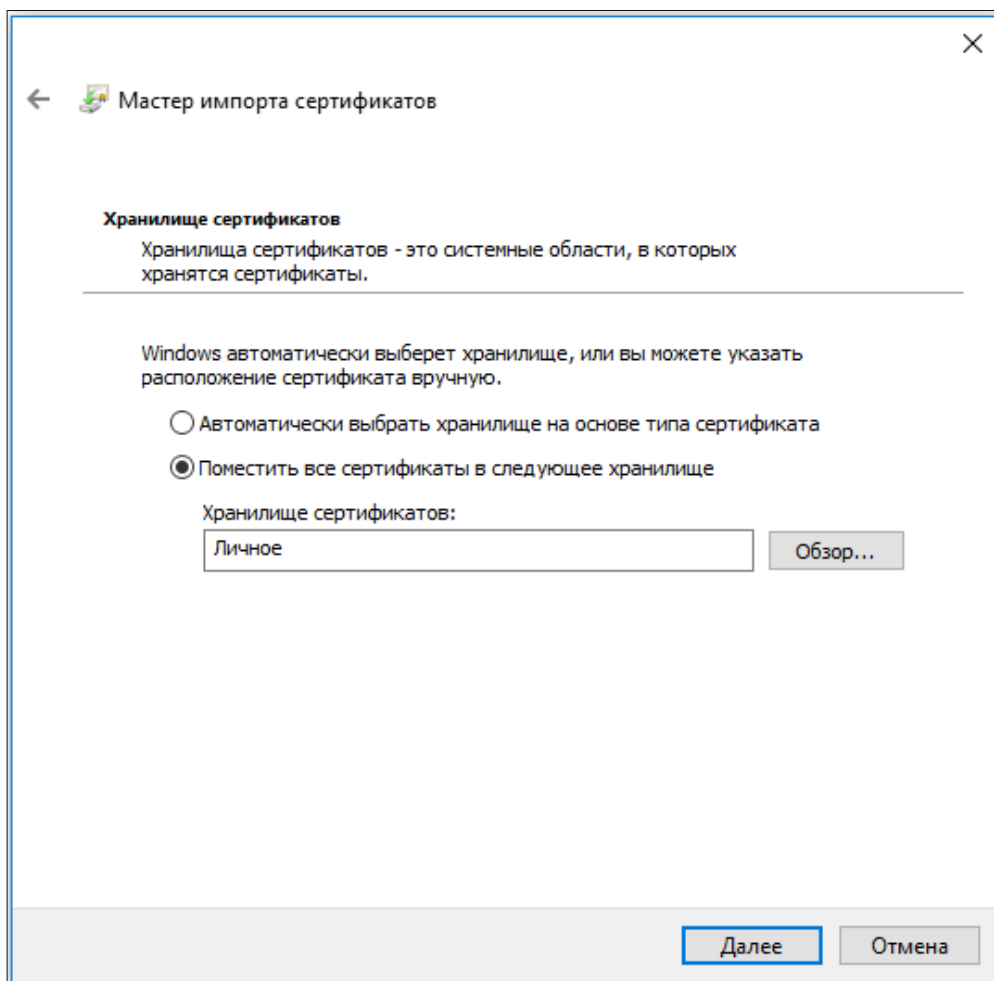 Мастер импорта сертификатов
Хранилище сертификатов
Хранилища сертификатов - это системные области, в которых
хранятся сертификаты.
Windows автоматически выберет хранилище, или вы можете указать
расположение сертификата вручную.
Автоматически выбрать хранилище на основе типа сертификата
Поместить все сертификаты в следующее хранилище
Хранилище сертификатов:
Личное
Обзор...
Далее
Отмена